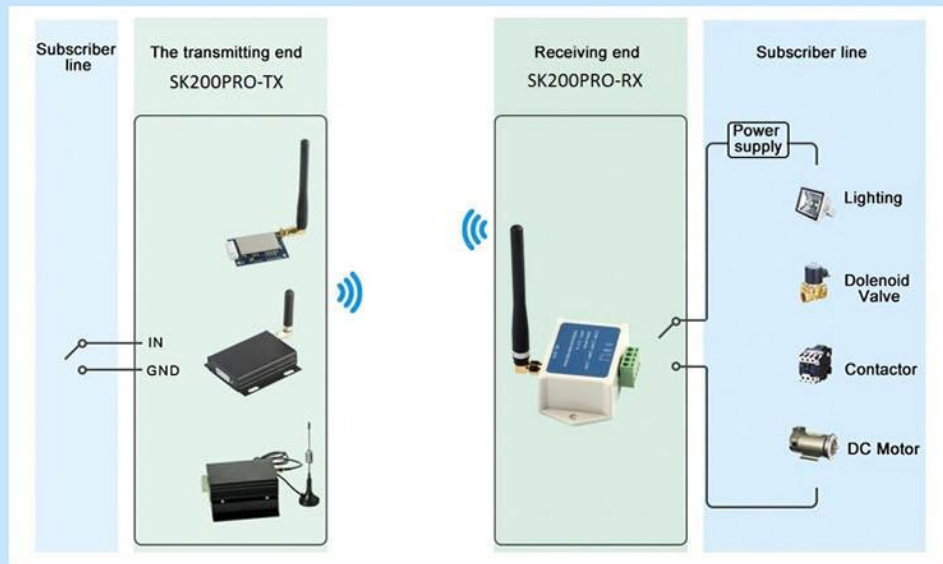 Subscriber
line
The transmitting end
SK200PRO-TX
Receiving end
SK200PRO-RX
Subscriber line
Power
supply
Lighting
Dolenoid
Valve
IN
GND
Contactor
DC Motor